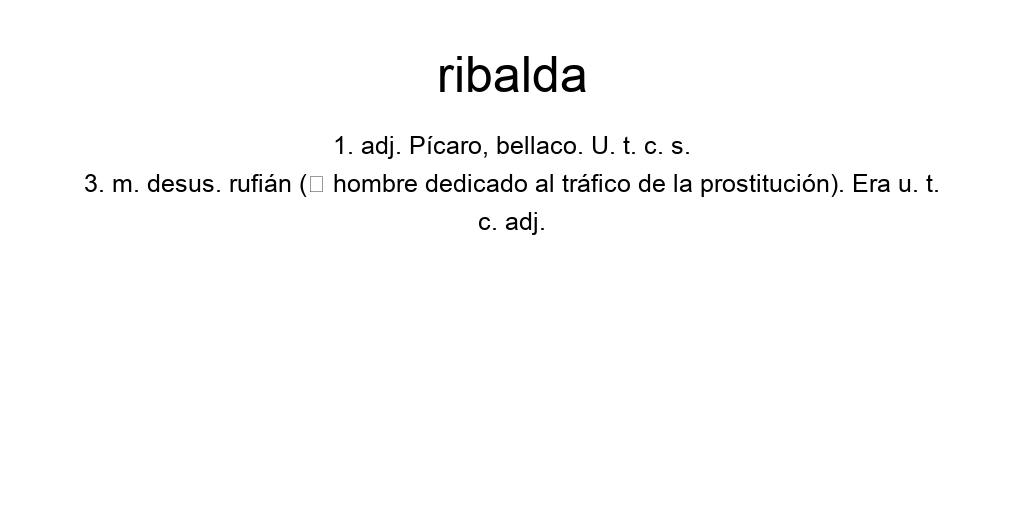 ribalda
1. adj. Pícaro, bellaco. U. t. c. s.
3. m. desus. rufián (▯ hombre dedicado al tráfico de la prostitución). Era u. t.
c. adj.